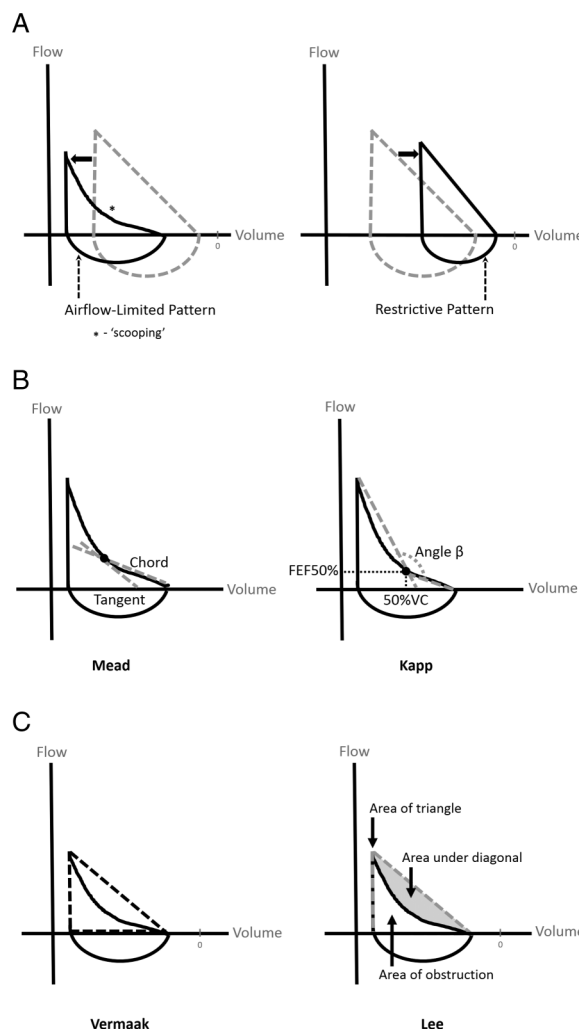 A
Flow
Volume
0
Airflow-Limited Pattern
* - ‘scooping’
*
Volume
0
Restrictive Pattern
B
Flow
Chord
Tangent
Volume
Mead
Flow
Angle β
FEF50%
50%VC
Volume
Kapp
C
Flow
Volume
0
Vermaak
Flow
Area of triangle
Area under diagonal
Volume
0
Area of obstruction
Lee